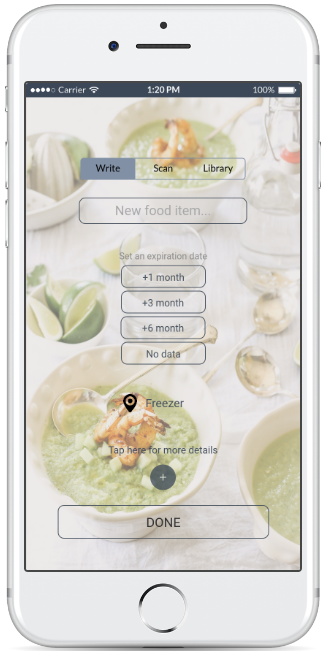 Carrier 1:20 PM 100%
Write Scan Library
New food item...
Set an expiration date
+1 month
+3 month
+6 month
No data
Freezer
Tap here for more details
+
DONE